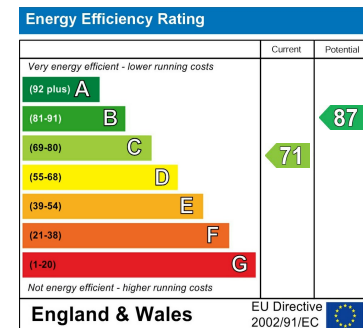 Energy Efficiency Rating
Current Potential
Very energy efficient - lower running costs
(92 plus) A
(81-91) B
87
(69-80) C
71
(55-68) D
(39-54) E
(21-38) F
(1-20) G
Not energy efficient - higher running costs
England & Wales
EU Directive
2002/91/EC